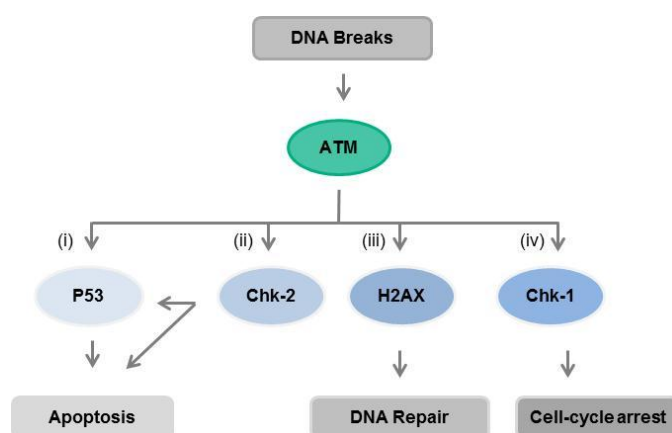 DNA Breaks
ATM
(i) (ii) (iii) (iv)
P53 Chk-2 H2AX Chk-1
Apoptosis DNA Repair Cell-cycle arrest